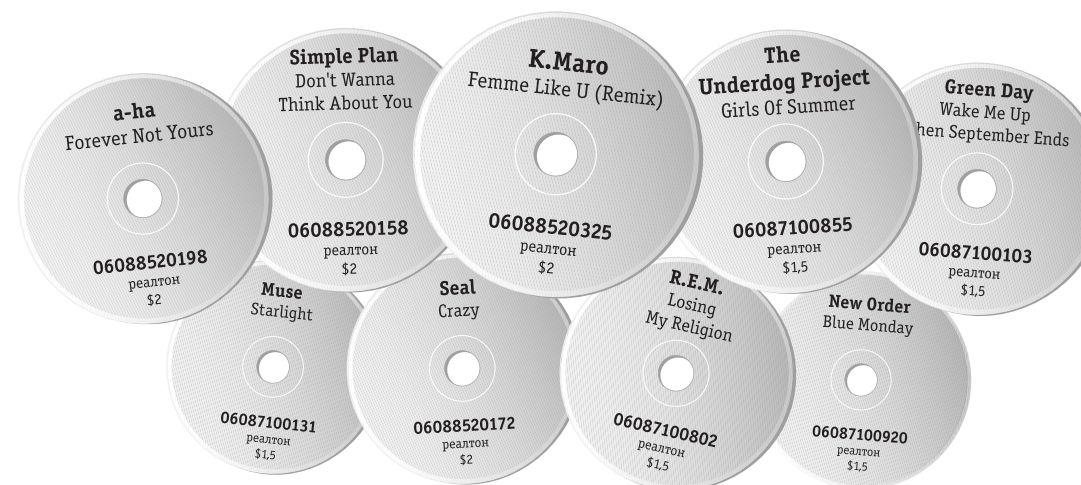 a-ha
Forever Not Yours
06088520198
реалтон
$2
Simple Plan
Don't Wanna
Think About You
06088520158
реалтон
$2
K.Maro
Femme Like U (Remix)
06088520325
реалтон
$2
The
Underdog Project
Girls Of Summer
06087100855
реалтон
$1,5
Green Day
Wake Me Up
hen September Ends
06087100103
реалтон
$1,5
Muse
Starlight
06087100131
реалтон
$1,5
Seal
Crazy
06088520172
реалтон
$2
R.E.M.
Losing
My Religion
06087100802
реалтон
$1,5
New Order
Blue Monday
06087100920
реалтон
$1,5